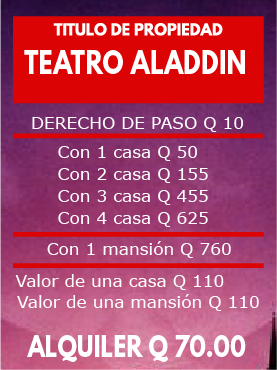 TITULO DE PROPIEDAD
TEATRO ALADDIN
DERECHO DE PASO Q 10
Con 1 casa Q 50
Con 2 casa Q 155
Con 3 casa Q 455
Con 4 casa Q 625
Con 1 mansión Q 760
Valor de una casa Q 110
Valor de una mansión Q 110
ALQUILER Q 70.00